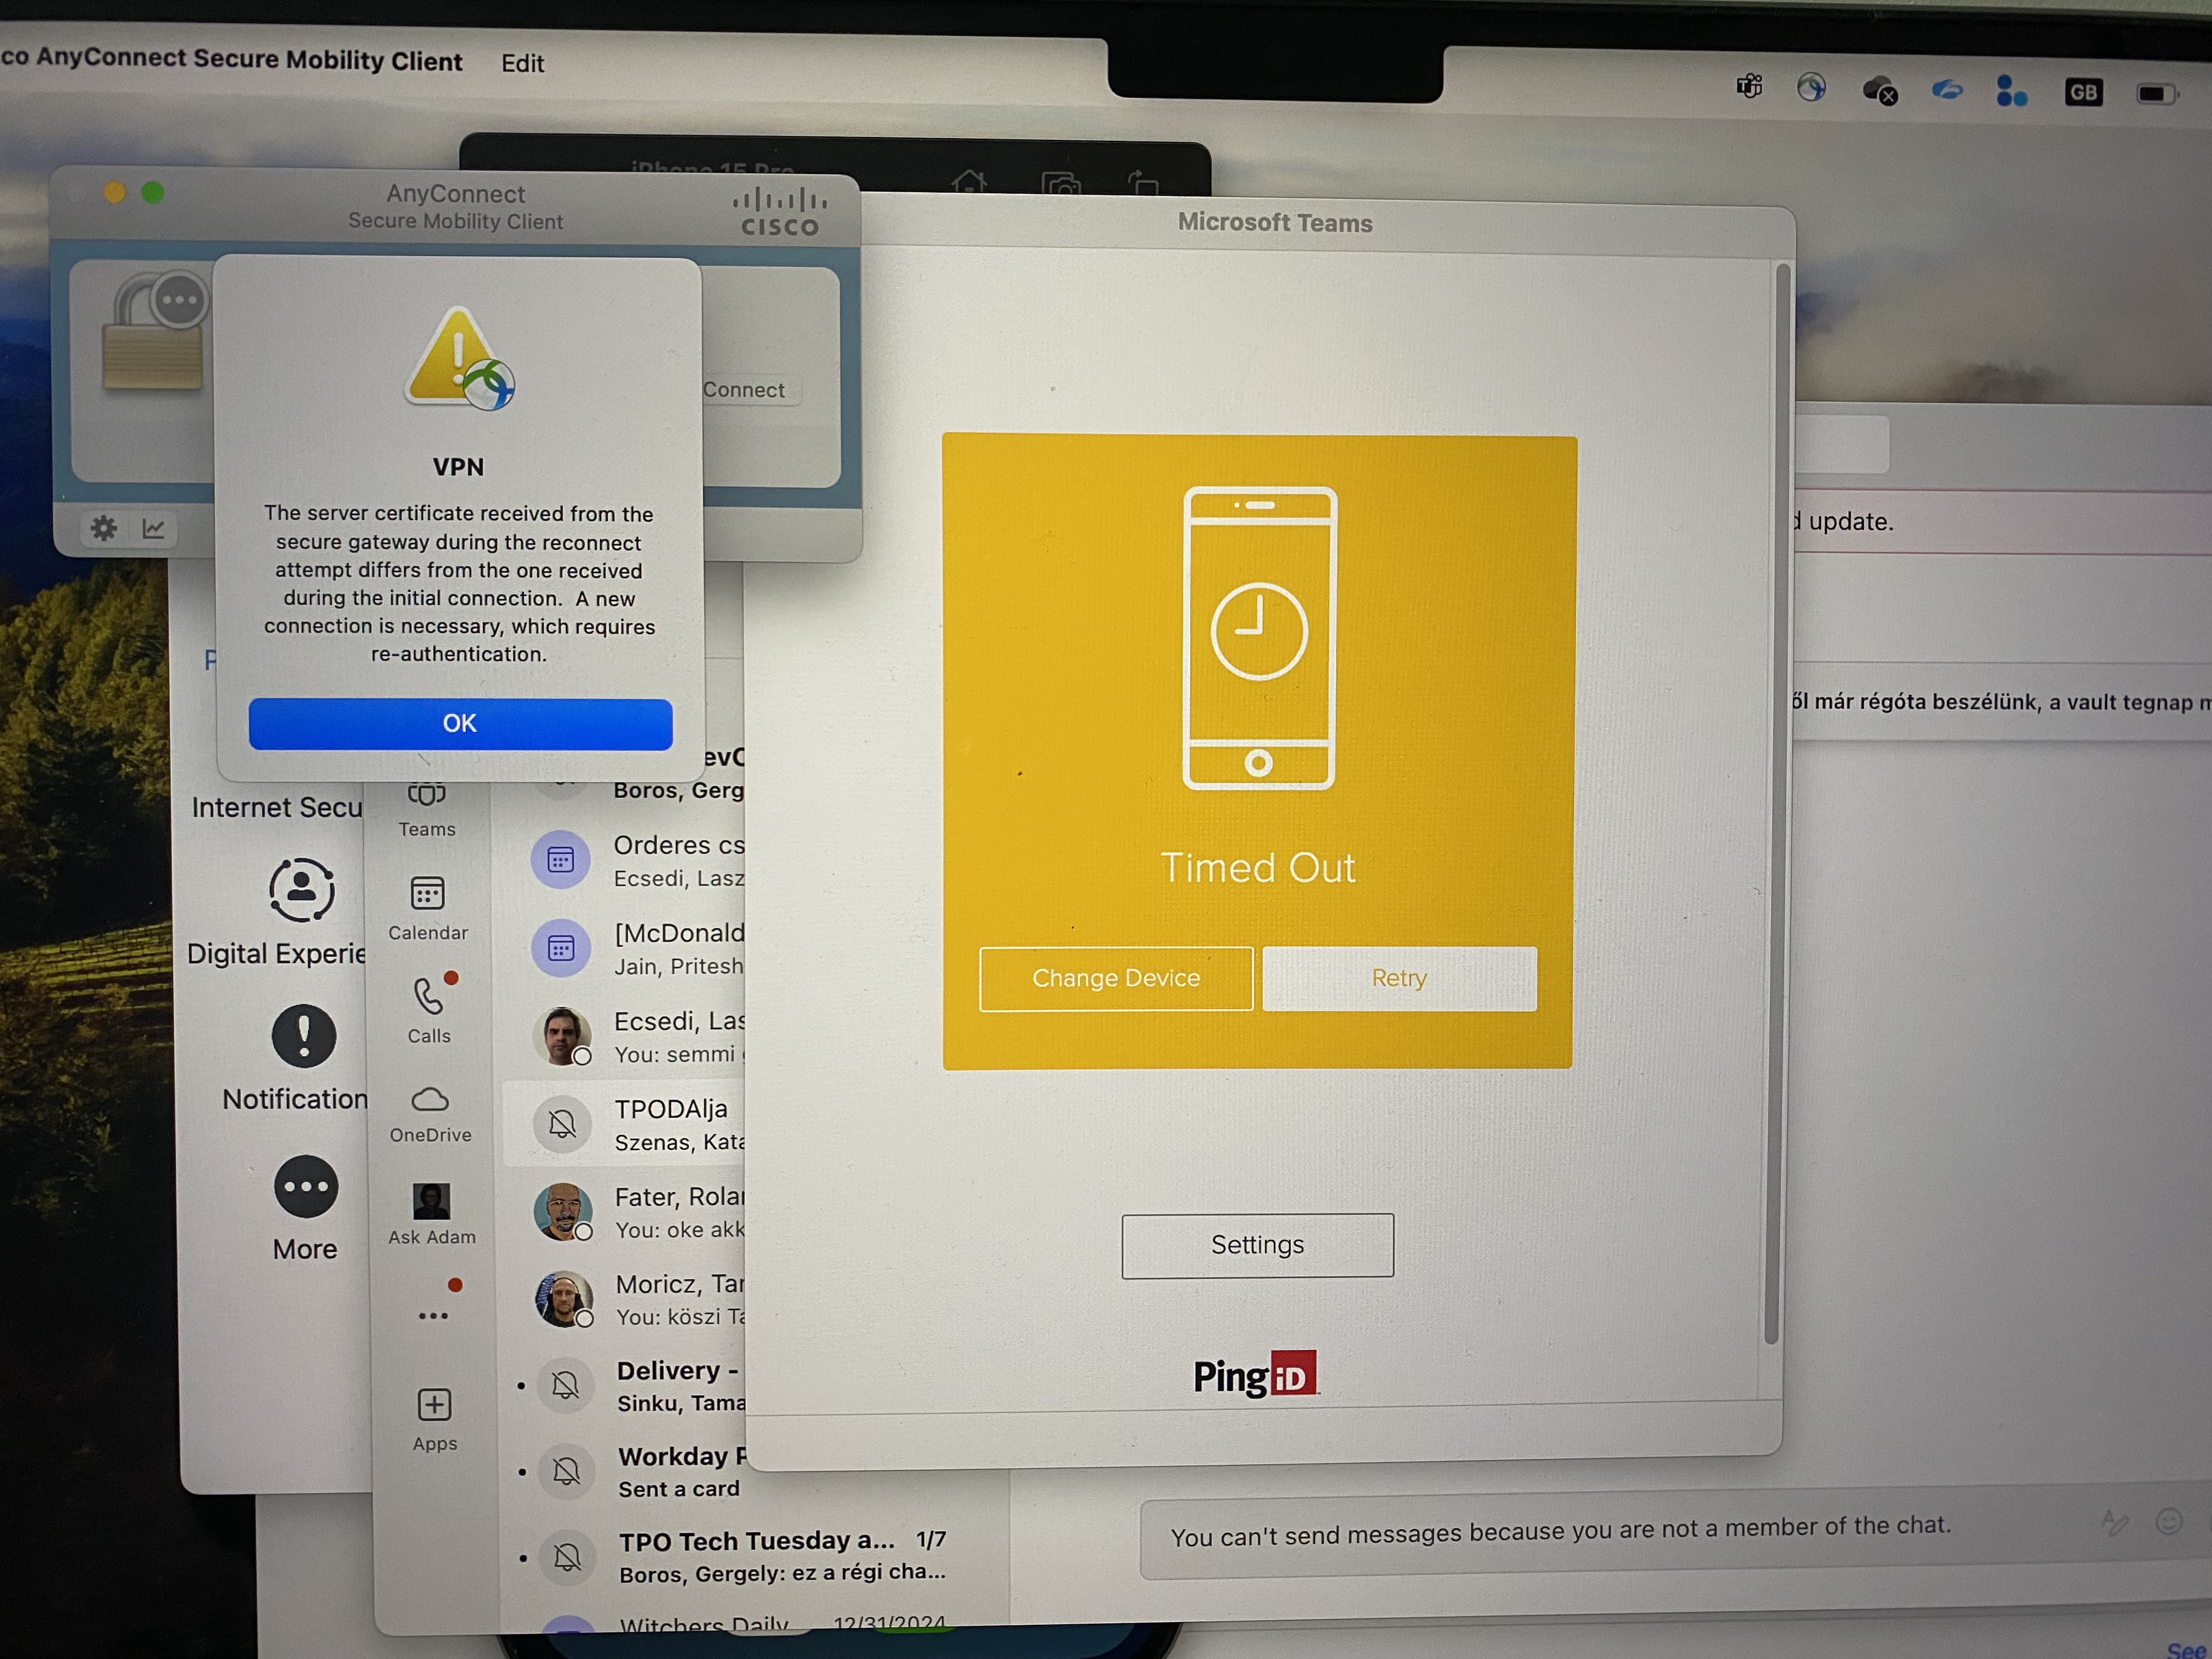 co AnyConnect Secure Mobility Client Edit
GB
iPhone 15 Pro
AnyConnect
Secure Mobility Client
CISCO
Connect
VPN
The server certificate received from the
secure gateway during the reconnect
attempt differs from the one received
during the initial connection. A new
connection is necessary, which requires
re-authentication.
OK
Internet Secu
Digital Experie
Notification
More
Teams
Calendar
Calls
OneDrive
Ask Adam
Apps
evO
Boros, Gerg
Orderes cs
Ecsedi, Lasz
[McDonald
Jain, Pritesh
Ecsedi, Las
You: semmi
TPODAlja
Szenas, Kata
Fater, Rolar
You: oke akk
Moricz, Tar
You: köszi Ta
Delivery -
Sinku, Tama
Workday P
Sent a card
TPO Tech Tuesday a... 1/7
Boros, Gergely: ez a régi cha...
Witchers Daily 12/31/2024
Microsoft Teams
Timed Out
Change Device
Retry
Settings
PingID
d update.
ől már régóta beszélünk, a vault tegnap m
You can't send messages because you are not a member of the chat.
See